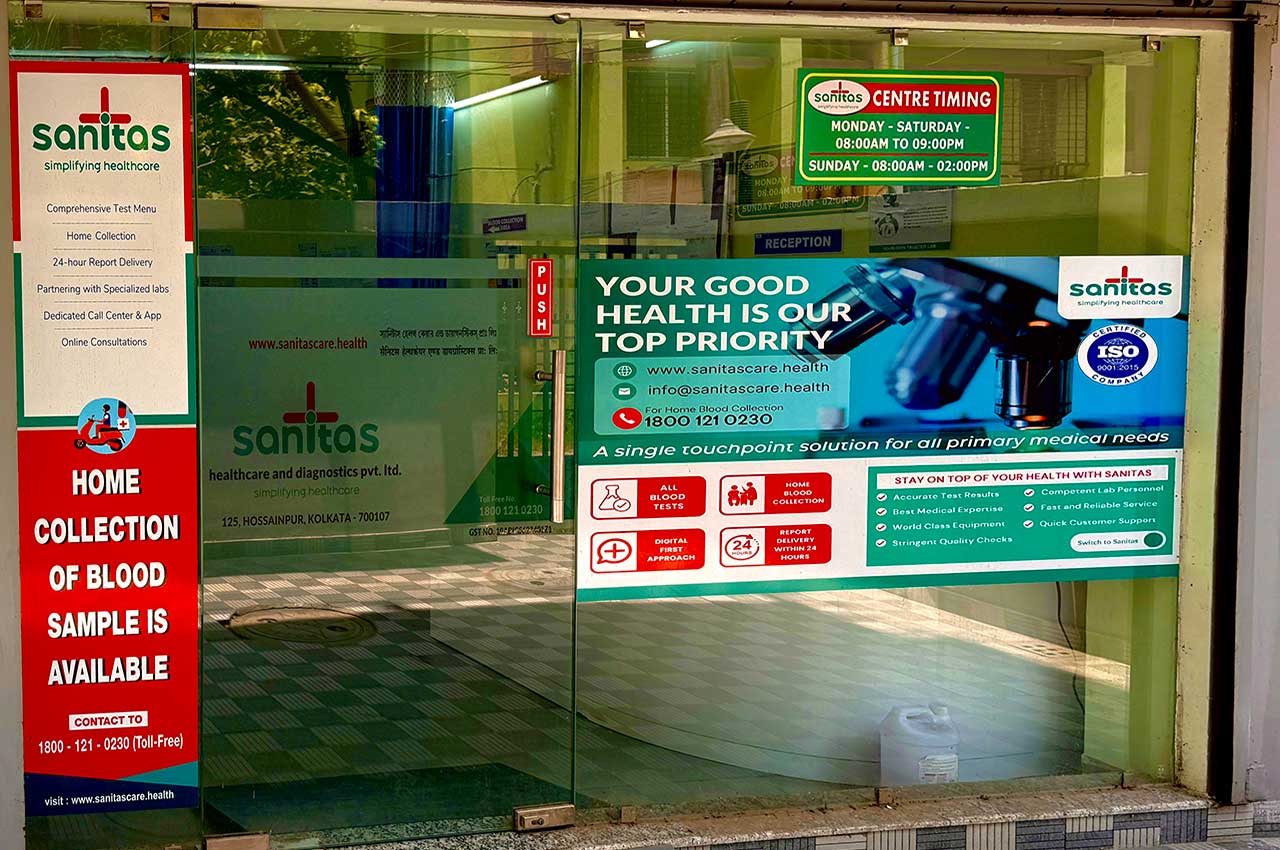 sanitas
simplifying healthcare
Comprehensive Test Menu
Home Collection
24-hour Report Delivery
Partnering with Specialized labs
Dedicated Call Center & App
Online Consultations
HOME
COLLECTION
OF BLOOD
SAMPLE IS
AVAILABLE
CONTACT TO
1800 - 121 - 0230 (Toll-Free)
visit : www.sanitascare.health
BLOOD COLLECTION
AREA
www.sanitascare.health
sanitas
healthcare and diagnostics pvt. ltd.
simplifying healthcare
125, HOSSAINPUR, KOLKATA - 700107
Toll Free No.
1800 121 0230
GST NO.
PUSH
sanitas
simplifying healthcare
CENTRE TIMING
MONDAY - SATURDAY -
08:00AM TO 09:00PM
SUNDAY - 08:00AM - 02:00PM
RECEPTION
YOUR GOOD
HEALTH IS OUR
TOP PRIORITY
www.sanitascare.health
info@sanitascare.health
For Home Blood Collection
1800 121 0230
sanitas
simplifying healthcare
CERTIFIED
ISO
9001:2015
COMPANY
A single touchpoint solution for all primary medical needs
ALL
BLOOD
TESTS
HOME
BLOOD
COLLECTION
DIGITAL
FIRST
APPROACH
24
HOURS
REPORT
DELIVERY
WITHIN 24
HOURS
STAY ON TOP OF YOUR HEALTH WITH SANITAS
Accurate Test Results
Best Medical Expertise
World Class Equipment
Stringent Quality Checks
Competent Lab Personnel
Fast and Reliable Service
Quick Customer Support
Switch to Sanitas